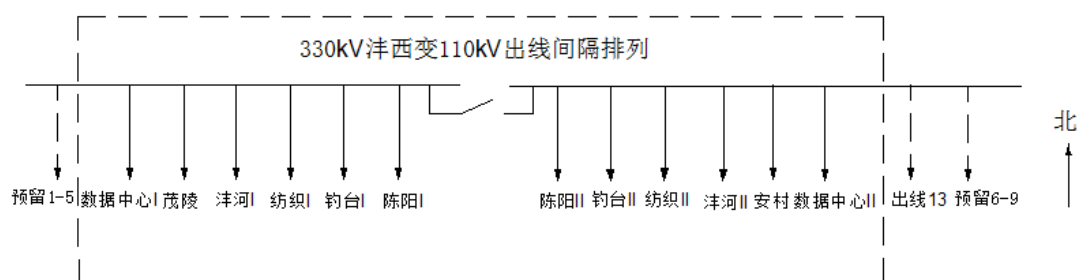 330kV沣西变110kV出线间隔排列
北
预留1-5 数据中心I 茂陵 沣河I 纺织I 钓台I 陈阳I 陈阳II 钓台II 纺织II 沣河II 安村 数据中心II 出线13 预留6-9